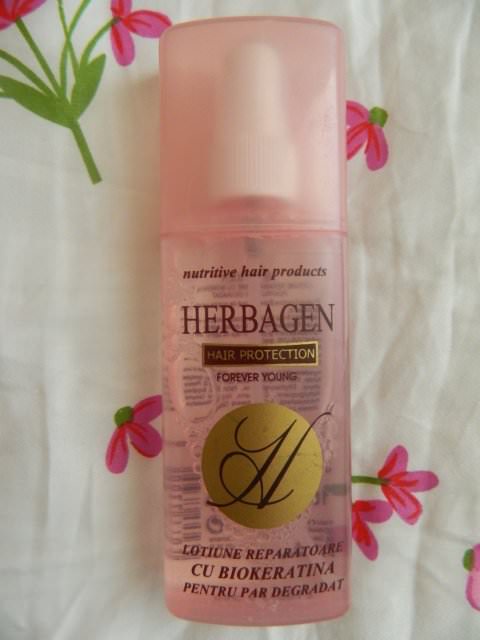 nutritive hair products
HERBAGEN
HAIR PROTECTION
FOREVER YOUNG
H
LOTIUNE REPARATOARE
CU BIOKERATINA
PENTRU PAR DEGRADAT